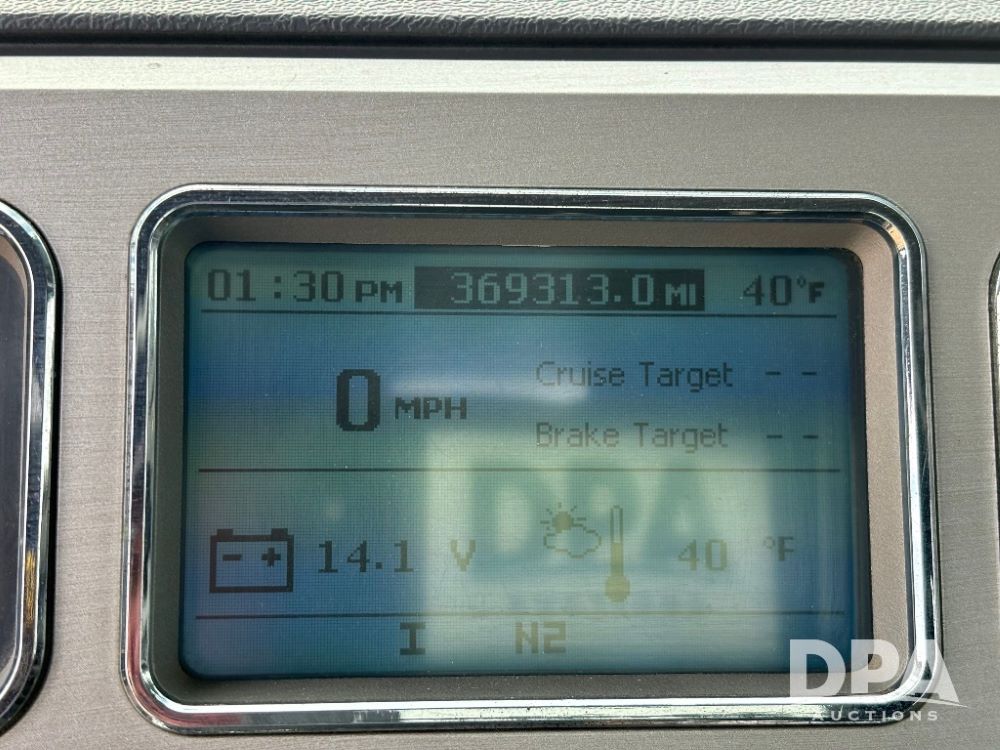 01:30 PM 369313.0 MI 40°F
0 MPH
Cruise Target --
Brake Target --
- + 14.1 V 40 °F
I N2
DPA
DPA
AUCTIONS